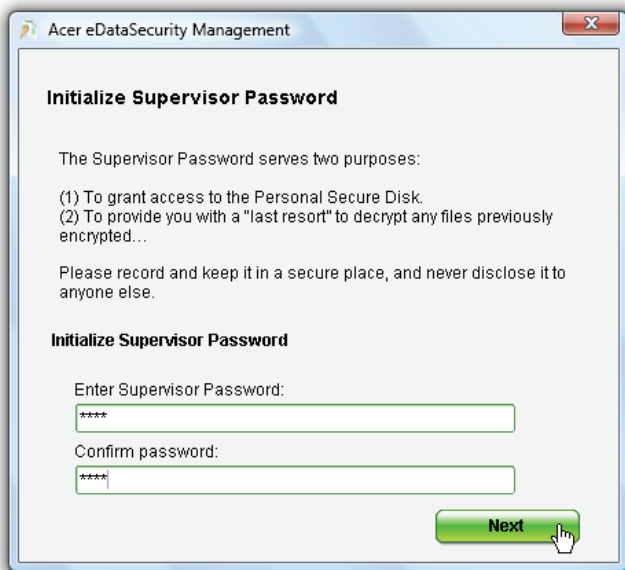 Acer eDataSecurity Management
Initialize Supervisor Password
The Supervisor Password serves two purposes:
(1) To grant access to the Personal Secure Disk.
(2) To provide you with a "last resort" to decrypt any files previously
encrypted...
Please record and keep it in a secure place, and never disclose it to
anyone else.
Initialize Supervisor Password
Enter Supervisor Password:
****
Confirm password:
****
Next